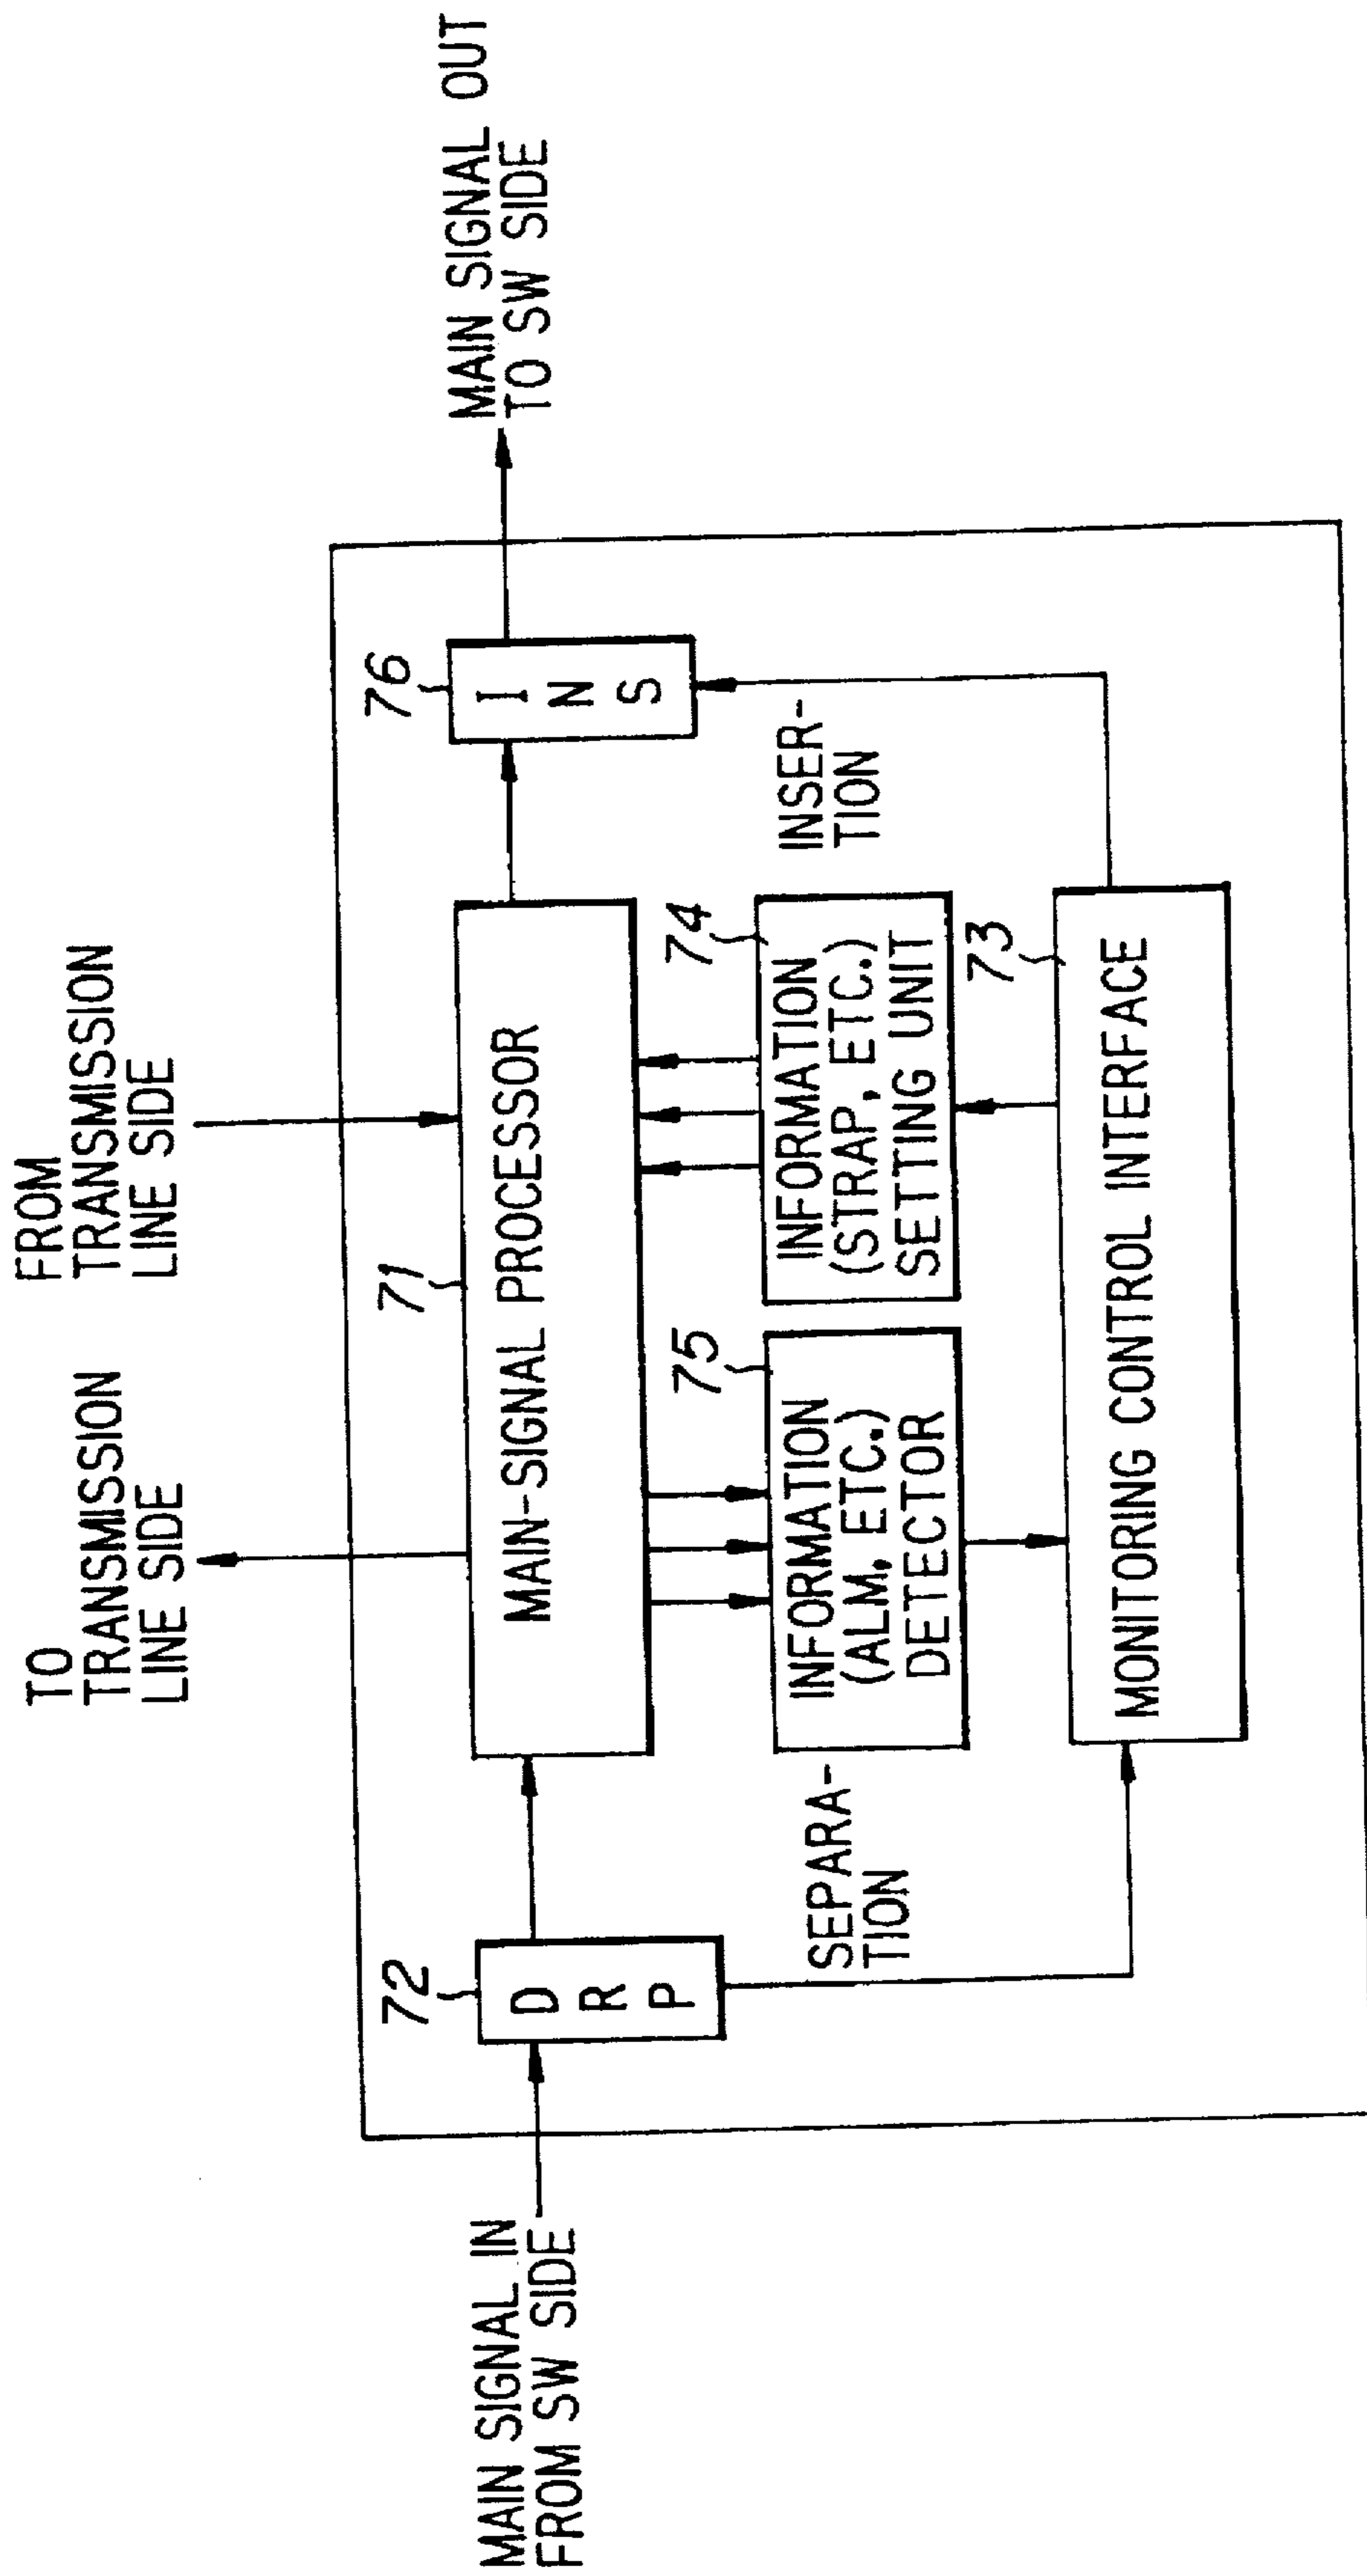 TO
TRANSMISSION
LINE SIDE
FROM
TRANSMISSION
LINE SIDE
MAIN SIGNAL IN
FROM SW SIDE
72
D R P
71
MAIN-SIGNAL PROCESSOR
76
I N S
MAIN SIGNAL OUT
TO SW SIDE
SEPARA-
TION
75
INFORMATION
(ALM, ETC.)
DETECTOR
74
INFORMATION
(STRAP, ETC.)
SETTING UNIT
INSER-
TION
73
MONITORING CONTROL INTERFACE